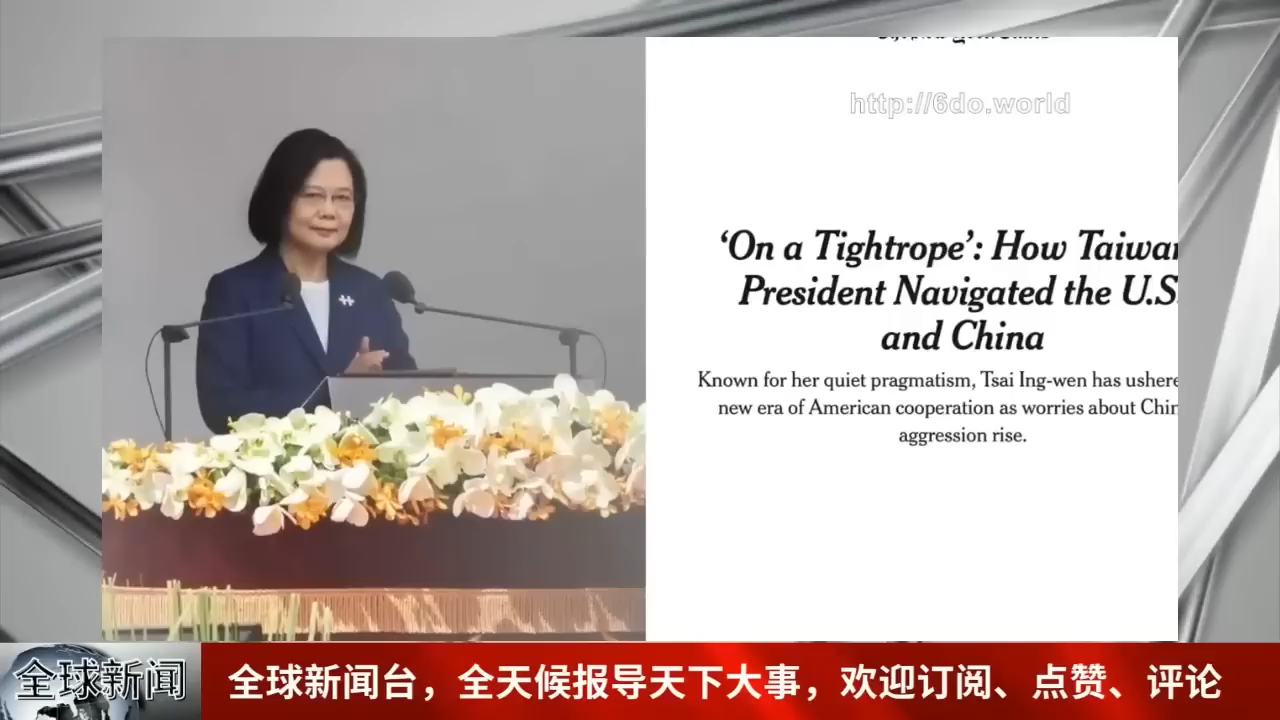 http://6do.world
‘On a Tightrope’: How Taiwan
President Navigated the U.S.
and China
Known for her quiet pragmatism, Tsai Ing-wen has ushere
new era of American cooperation as worries about Chin
aggression rise.
全球新闻
全球新闻台，全天候报导天下大事，欢迎订阅、点赞、评论